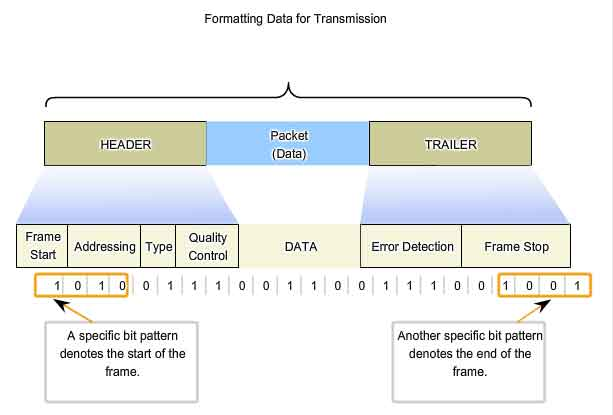 Formatting Data for Transmission
HEADER
Packet
(Data)
TRAILER
Frame
Start
Addressing
Type
Quality
Control
DATA
Error Detection
Frame Stop
1 0 1 0 0 1 1 1 0 0 0 1 1 0 0 1 1 1 0 0 1 0 0 1
A specific bit pattern
denotes the start of the
frame.
Another specific bit pattern
denotes the end of the
frame.